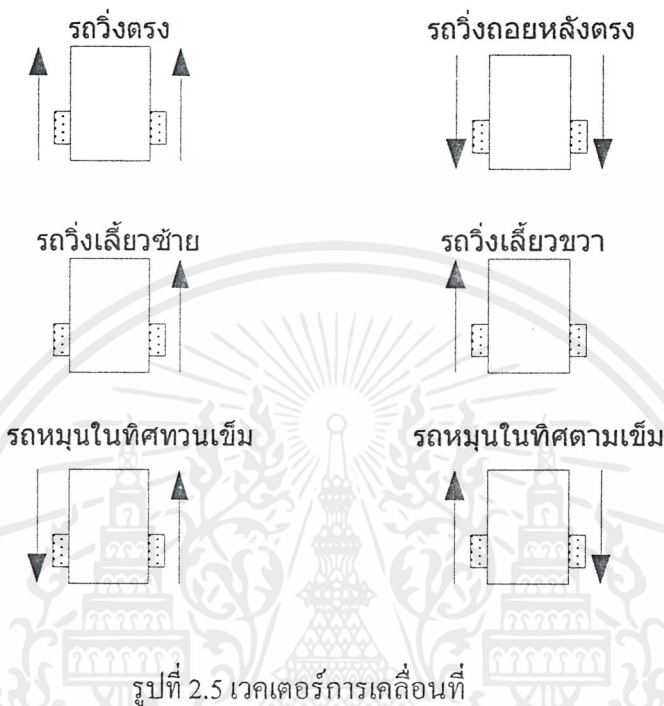 รถวิ่งตรง
รถวิ่งถอยหลังตรง
รถวิ่งเลี้ยวซ้าย
รถวิ่งเลี้ยวขวา
รถหมุนในทิศทวนเข็ม
รถหมุนในทิศตามเข็ม
รูปที่ 2.5 เวคเตอร์การเคลื่อนที่